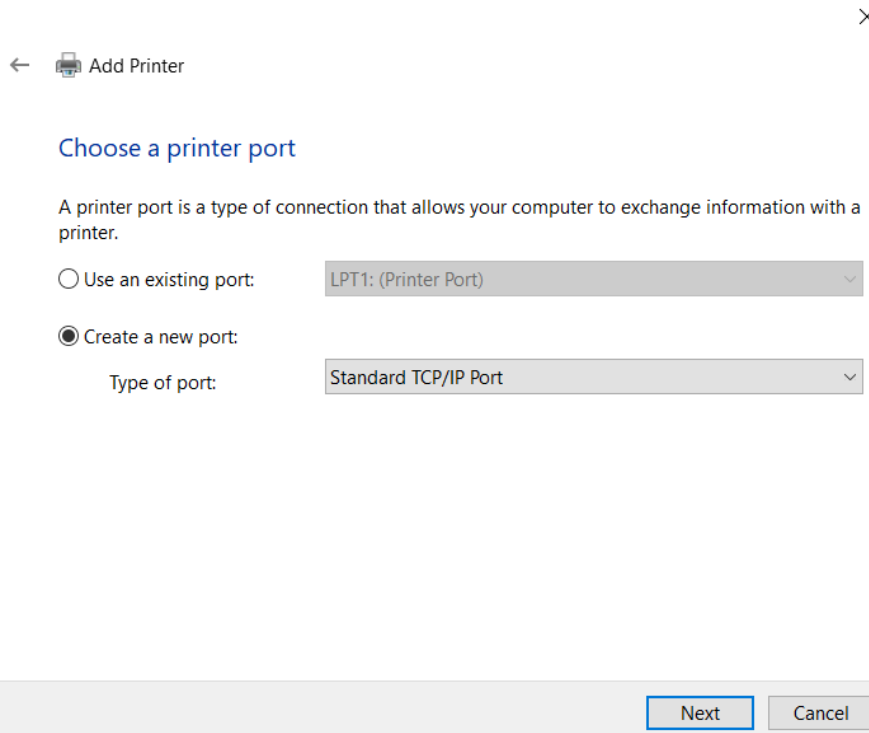 Add Printer
Choose a printer port
A printer port is a type of connection that allows your computer to exchange information with a
printer.
Use an existing port: LPT1: (Printer Port)
Create a new port:
Type of port: Standard TCP/IP Port
Next Cancel